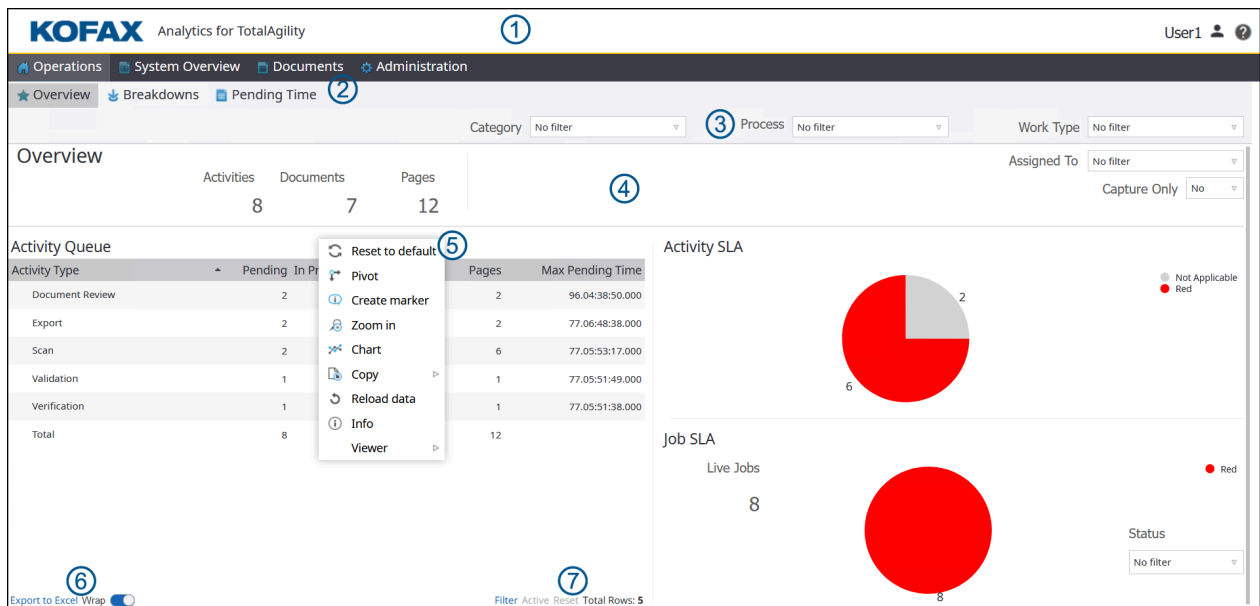 KOFAX Analytics for TotalAgility 1 User1
Operations System Overview Documents Administration
Overview Breakdowns Pending Time 2
Category No filter 3 Process No filter Work Type No filter
Overview
Assigned To No filter
Activities Documents Pages 4
Capture Only No
8 7 12
Activity Queue
Activity Type Pending In Pr Pages Max Pending Time
Document Review 2 2 96.04:38:50.000
Export 2 2 77.06:48:38.000
Scan 2 6 77.05:53:17.000
Validation 1 1 77.05:51:49.000
Verification 1 1 77.05:51:38.000
Total 8 12
Reset to default 5
Pivot
Create marker
Zoom in
Chart
Copy
Reload data
Info
Viewer
Activity SLA
Not Applicable
Red
2
6
Job SLA
Live Jobs
8
Red
Status
No filter
8
6
Export to Excel Wrap
7
Filter Active Reset Total Rows: 5